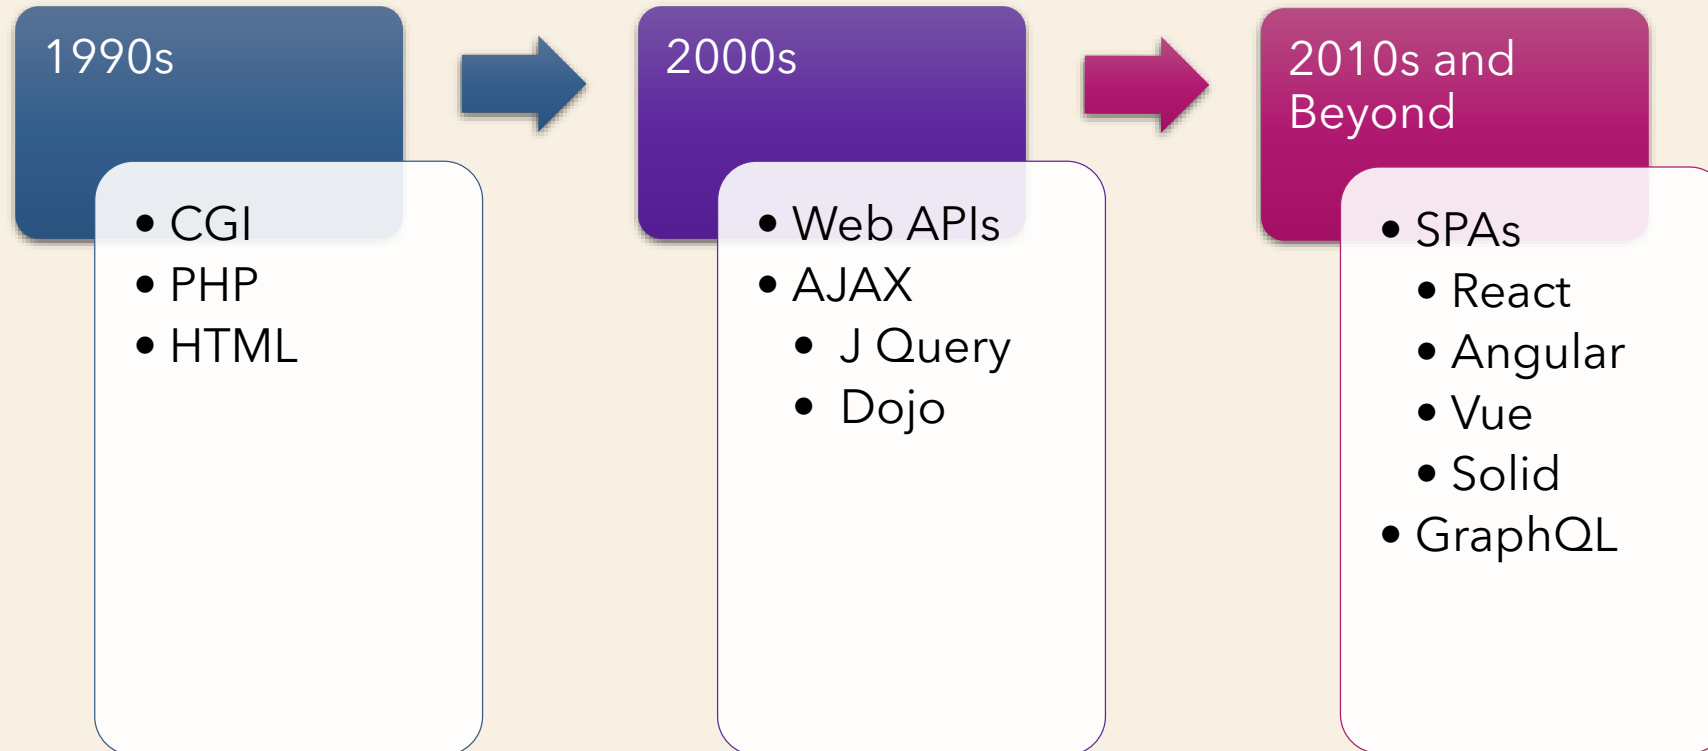 1990s
• CGI
• PHP
• HTML
2000s
• Web APIs
• AJAX
• J Query
• Dojo
2010s and
Beyond
• SPAs
• React
• Angular
• Vue
• Solid
• GraphQL